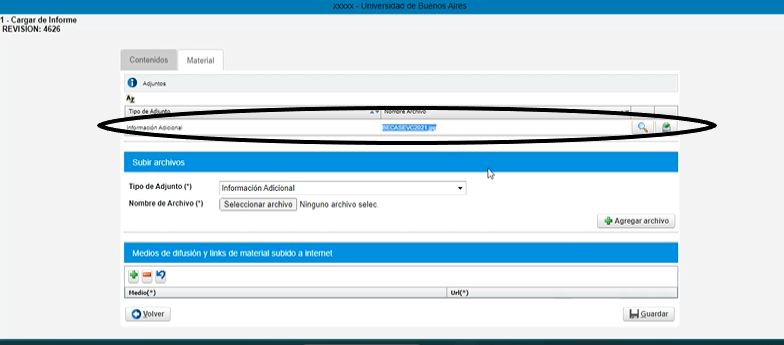 xxxxx - Universidad de Buenos Aires
1 - Cargar de Informe
REVISION: 4626
Contenidos Material
Adjuntos
AZ
Tipo de Adjunto Nombre Archivo
Información Adicional BECASEVC2021.jpg
Subir archivos
Tipo de Adjunto (*) Información Adicional
Nombre de Archivo (*) Seleccionar archivo Ninguno archivo selec.
Agregar archivo
Medios de difusión y links de material subido a internet
Medio(*) Url(*)
Volver Guardar